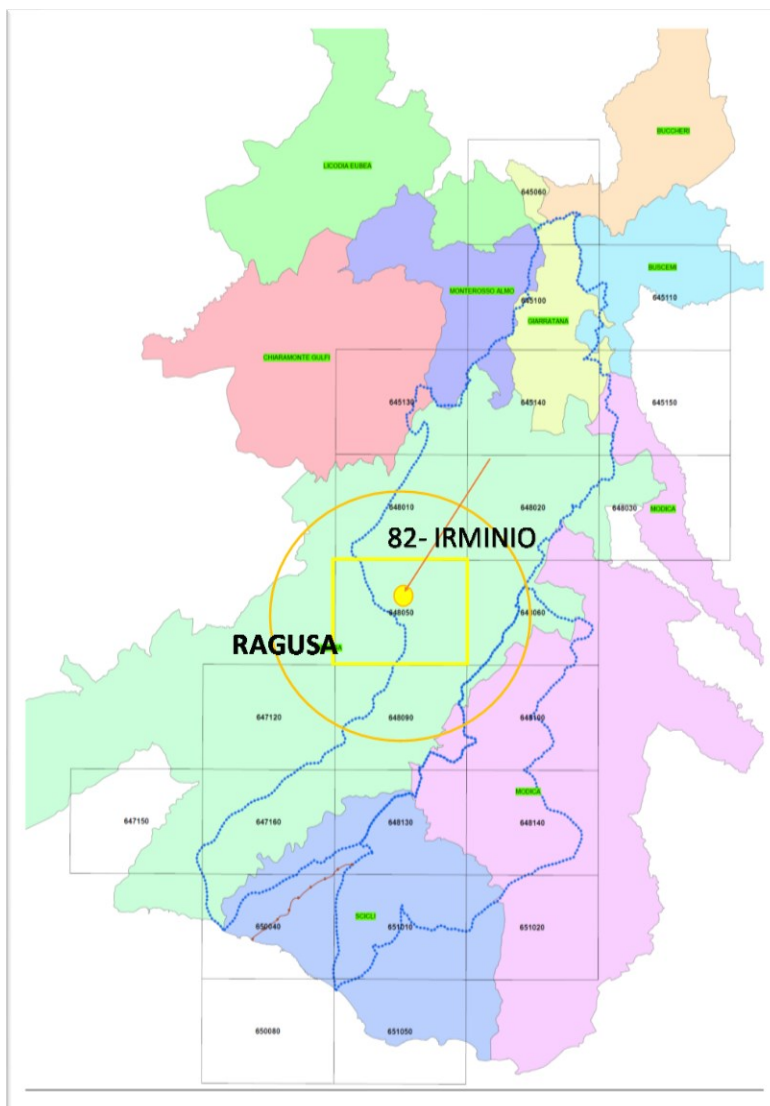 BUCCHERI
LICODIA EUBEA
645060
BUSCEMI
MONTEROSSO ALMO
645100
645110
GIARRATANA
CHIARAMONTE GULFI
645130
645140
645150
648010
648020
648030
MODICA
82- IRMINIO
648050
648060
RAGUSA
647120
648090
648100
MODICA
647150
647160
648130
648140
SCICLI
650040
651010
651020
650080
651050